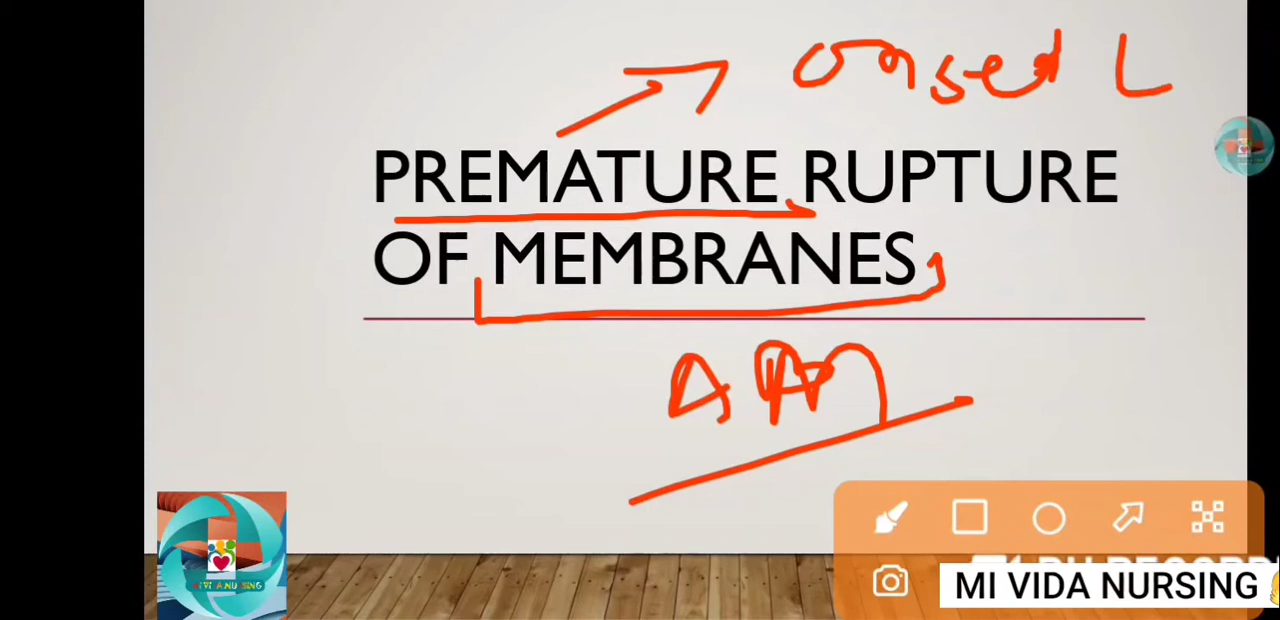 onset L
PREMATURE RUPTURE
OF MEMBRANES
MI VIDA NURSING